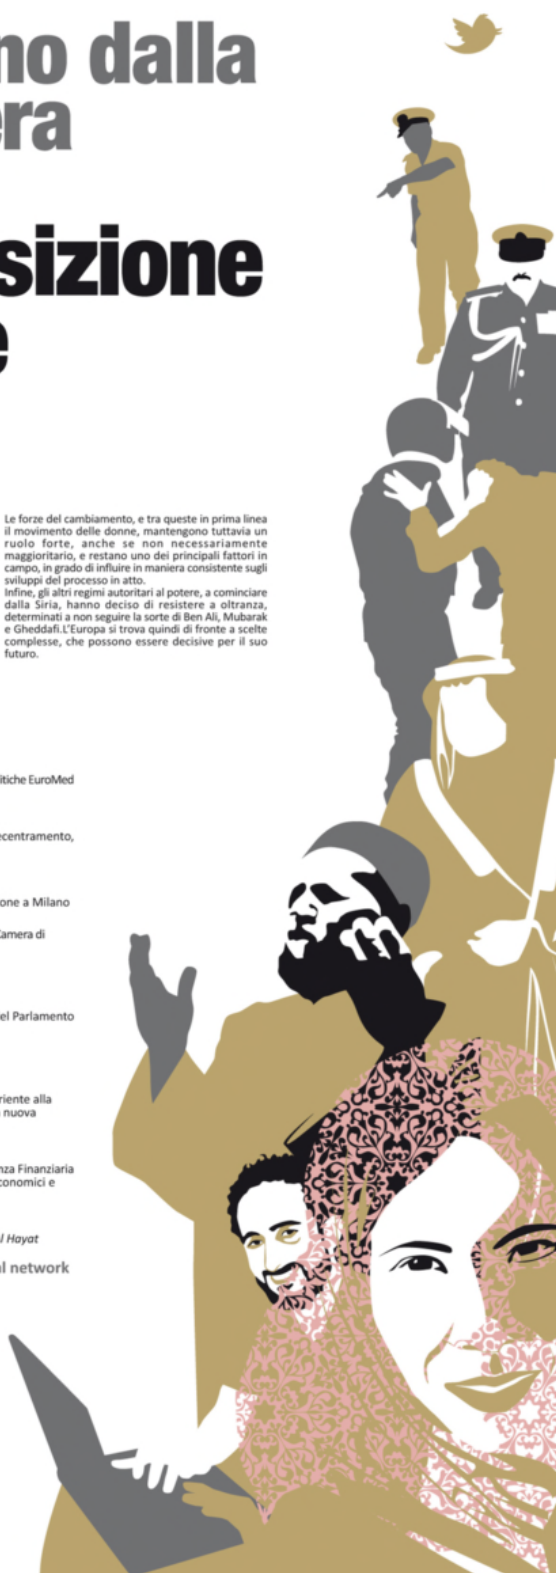 no dalla
era
sizione
e
Le forze del cambiamento, e tra queste in prima linea
il movimento delle donne, mantengono tuttavia un
ruolo forte, anche se non necessariamente
maggioritario, e restano uno dei principali fattori in
campo, in grado di influire in maniera consistente sugli
sviluppi del processo in atto.
Infine, gli altri regimi autoritari al potere, a cominciare
dalla Siria, hanno deciso di resistere a oltranza,
determinati a non seguire la sorte di Ben Ali, Mubarak
e Gheddafi.L'Europa si trova quindi di fronte a scelte
complesse, che possono essere decisive per il suo
futuro.
itiche EuroMed
ecentramento,
one a Milano
Camera di
el Parlamento
riente alla
nuova
nza Finanziaria
conomici e
l Hayat
al network